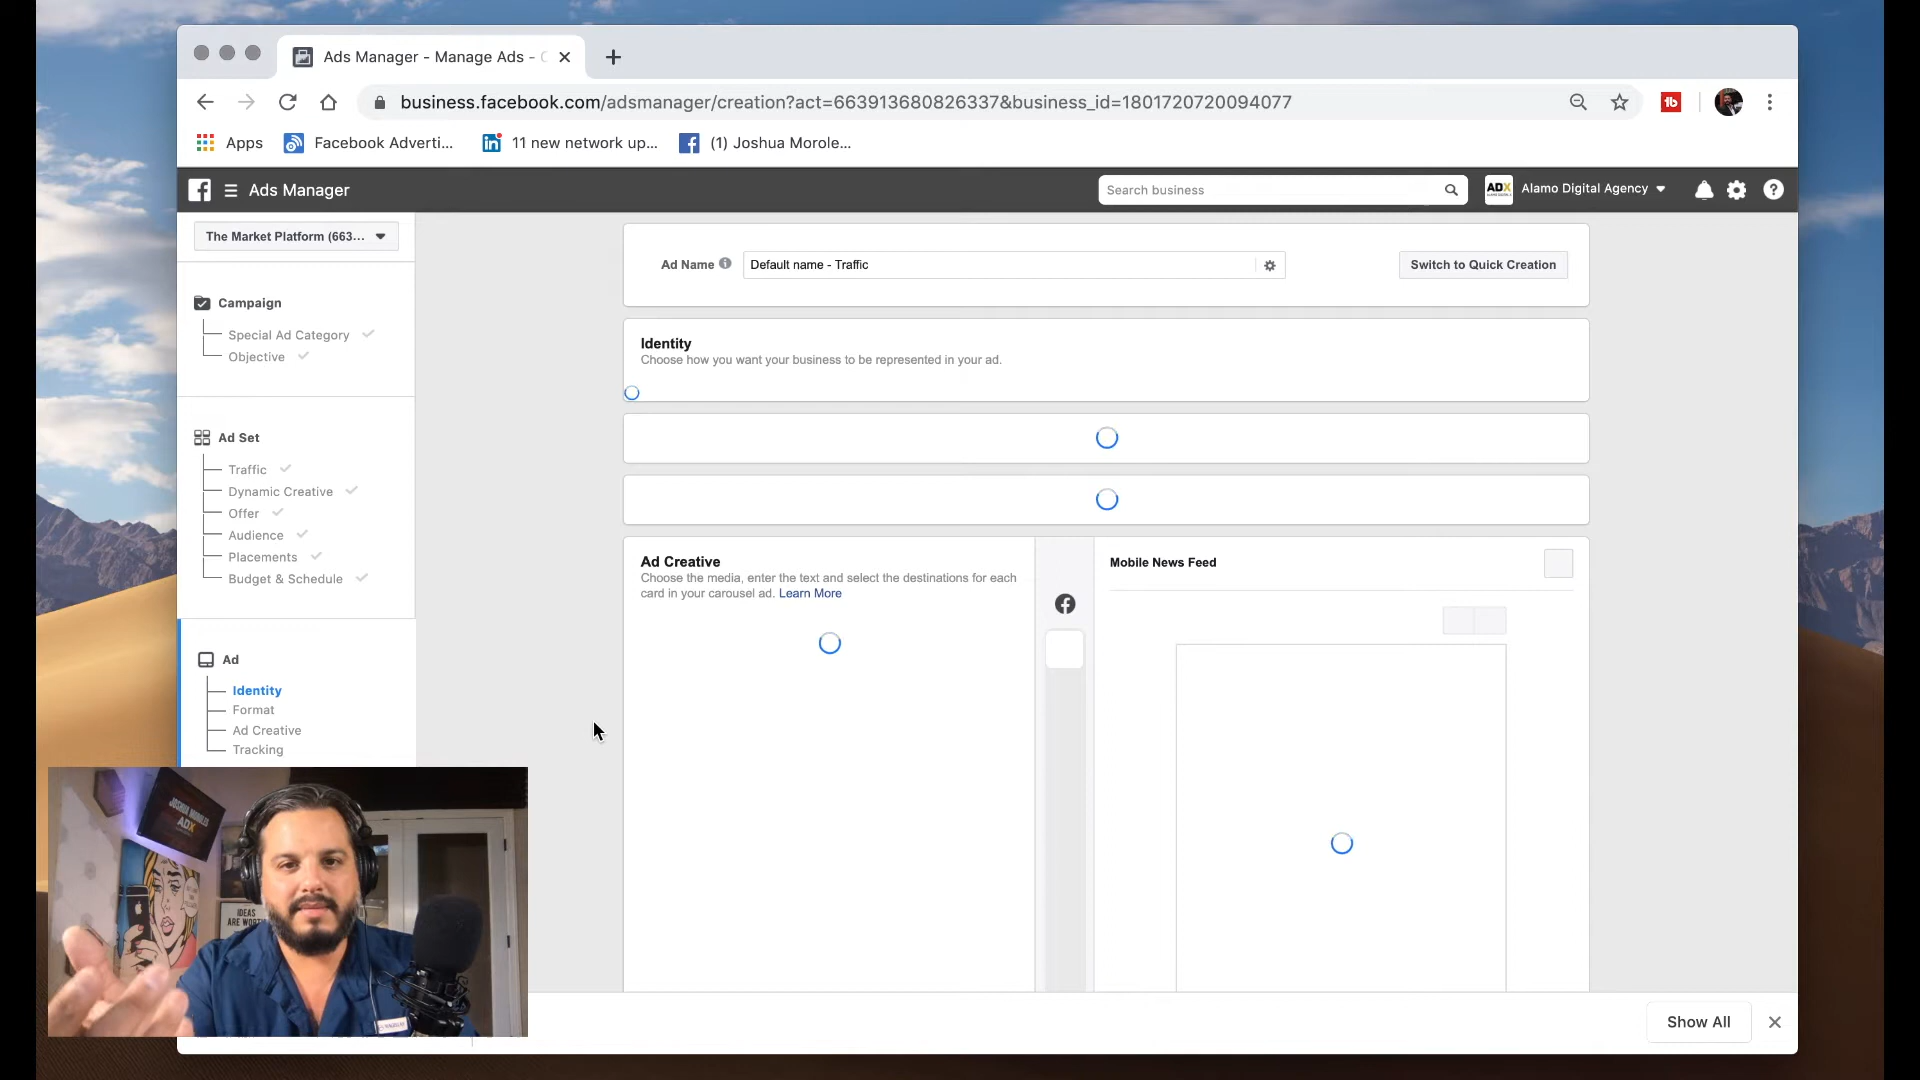 Ads Manager - Manage Ads -
business.facebook.com/adsmanager/creation?act=663913680826337&business_id=1801720720094077
Apps
Facebook Adverti...
11 new network up...
(1) Joshua Morole...
Ads Manager
Search business
ADX
Alamo Digital Agency
The Market Platform (663...
Ad Name
Default name - Traffic
Switch to Quick Creation
Campaign
Special Ad Category
Objective
Identity
Choose how you want your business to be represented in your ad.
Ad Set
Traffic
Dynamic Creative
Offer
Audience
Placements
Budget & Schedule
Ad Creative
Choose the media, enter the text and select the destinations for each
card in your carousel ad. Learn More
Mobile News Feed
Ad
Identity
Format
Ad Creative
Tracking
ADX
IDEAS
ARE WORT
Show All